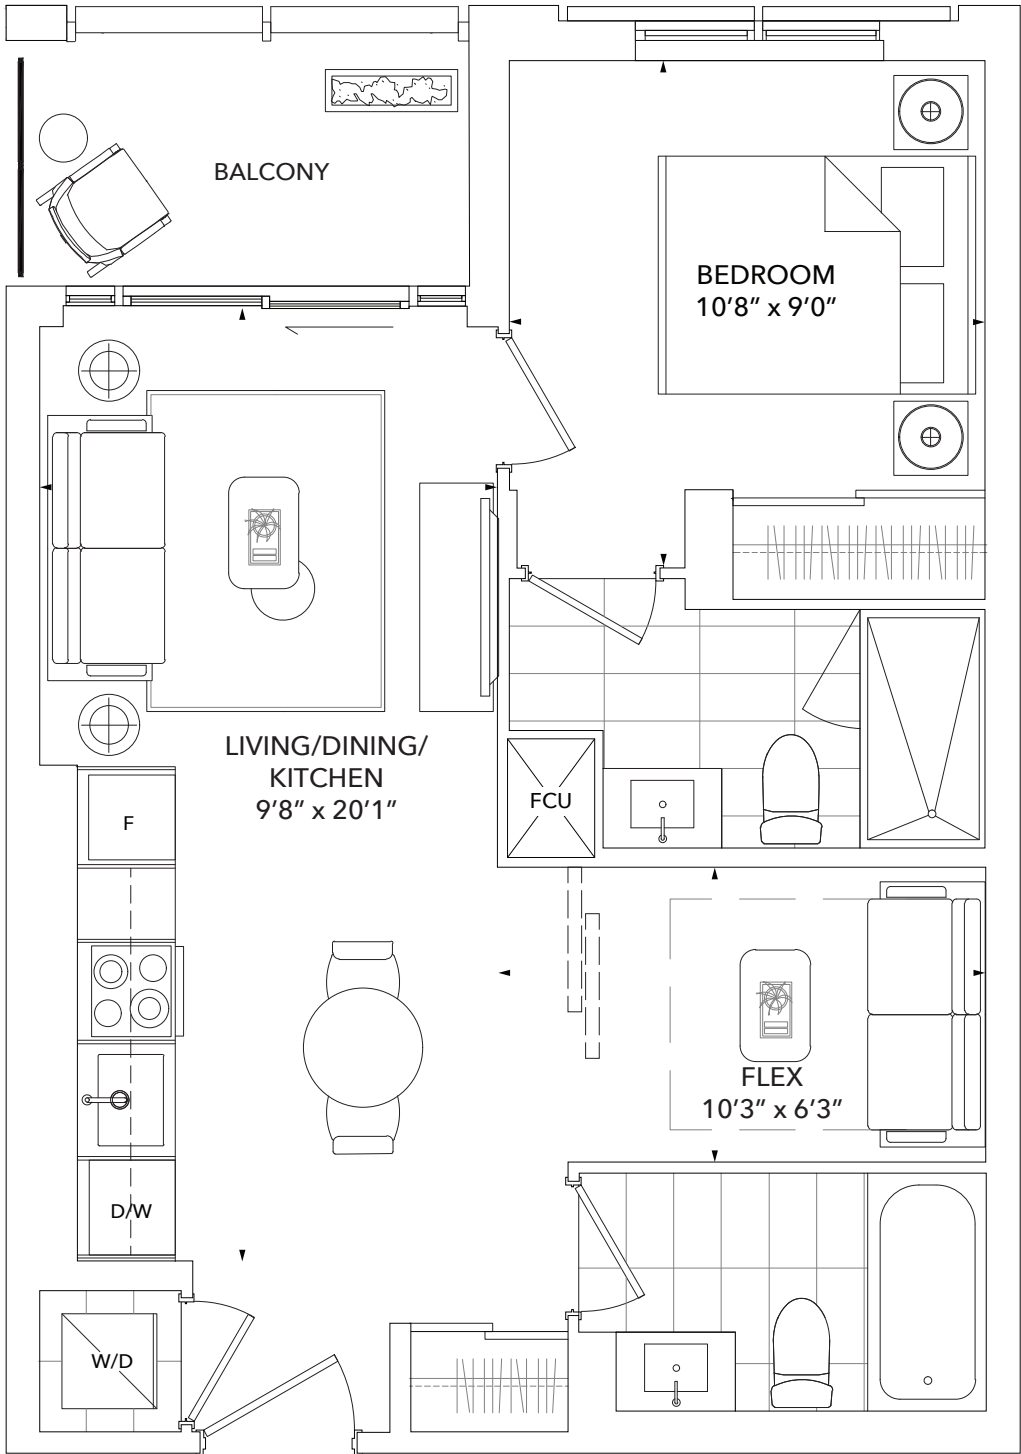 BALCONY
BEDROOM
10'8" x 9'0"
LIVING/DINING/
KITCHEN
9'8" x 20'1"
F
FCU
FLEX
10'3" x 6'3"
D/W
W/D